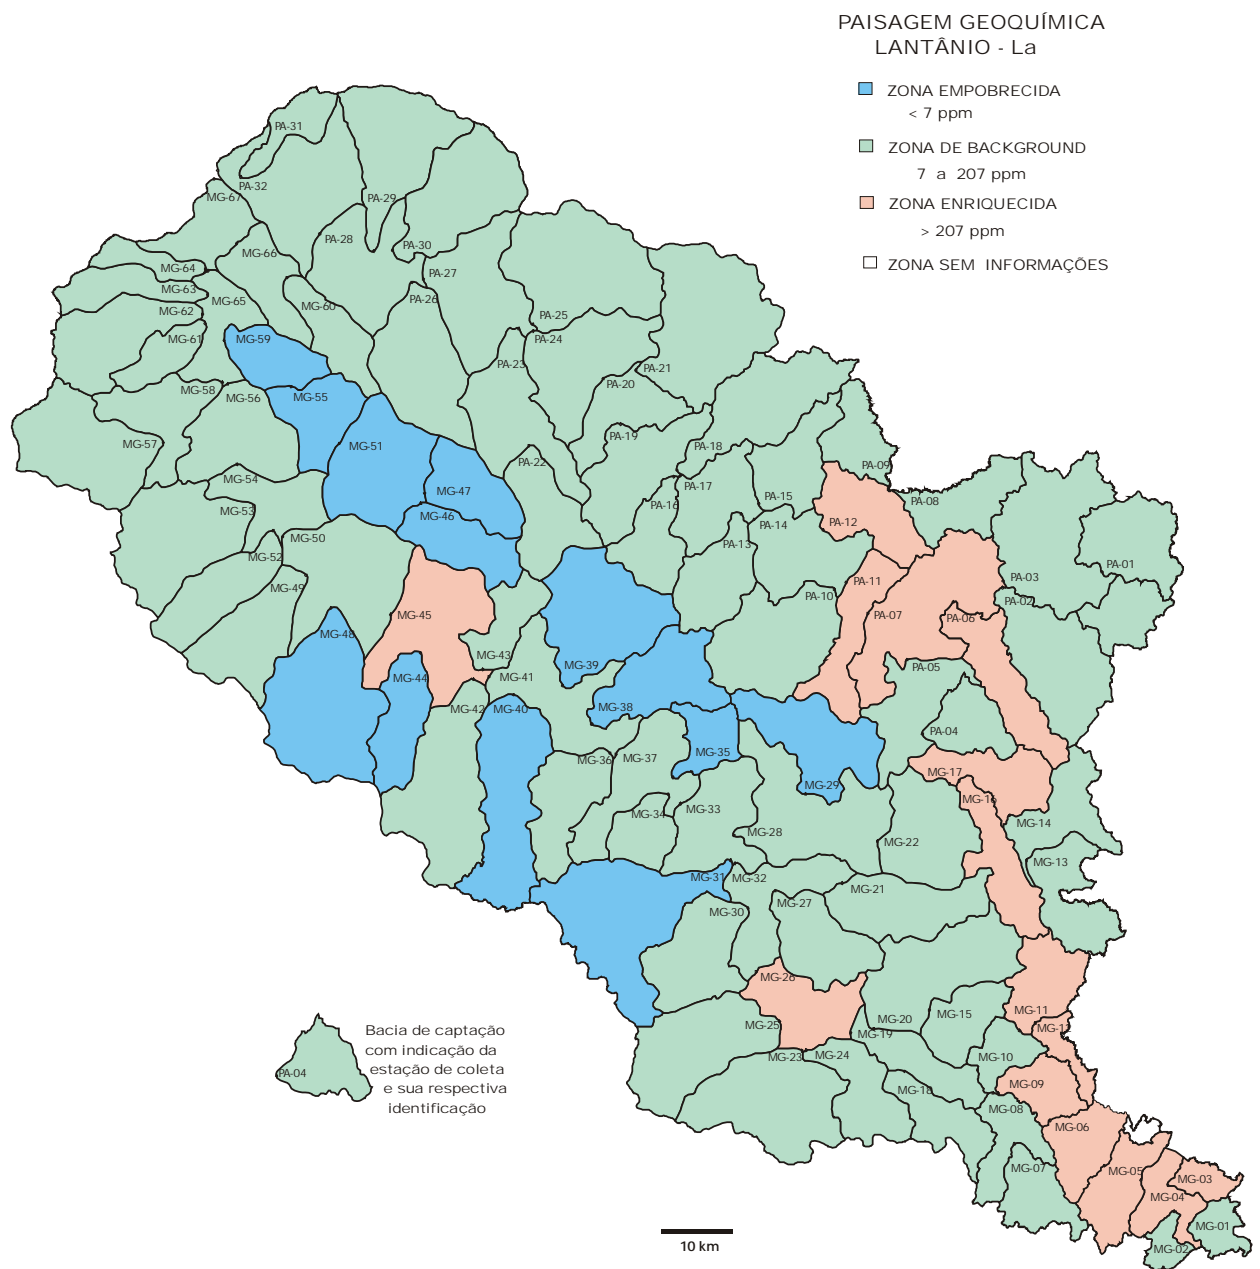 PAISAGEM GEOQUÍMICA
LANTÂNIO - La
ZONA EMPOBRECIDA
< 7 ppm
ZONA DE BACKGROUND
7 a 207 ppm
ZONA ENRIQUECIDA
> 207 ppm
ZONA SEM INFORMAÇÕES
PA-31
PA-32
MG-67
PA-29
PA-28
PA-30
MG-66
MG-64
PA-27
MG-63
MG-65
PA-26
MG-60
MG-62
PA-25
MG-61
MG-59
PA-24
PA-23
PA-21
PA-20
MG-58
MG-56
MG-55
PA-19
MG-57
MG-51
PA-18
PA-22
PA-09
MG-54
MG-47
PA-17
PA-15
PA-08
PA-16
MG-53
MG-46
PA-14
PA-12
MG-50
PA-13
MG-52
PA-01
PA-03
PA-11
MG-49
PA-10
PA-02
MG-45
PA-07
PA-06
MG-48
MG-43
MG-39
PA-05
MG-44
MG-41
MG-42
MG-40
MG-38
PA-04
MG-35
MG-36
MG-37
MG-17
MG-29
MG-16
MG-33
MG-34
MG-14
MG-28
MG-22
MG-13
MG-31
MG-32
MG-21
MG-27
MG-30
MG-26
MG-11
MG-15
MG-20
MG-25
MG-12
MG-19
MG-23
MG-24
MG-10
MG-09
MG-18
MG-08
MG-06
MG-07
MG-05
MG-03
MG-04
MG-01
MG-02
Bacia de captação
com indicação da
estação de coleta
e sua respectiva
identificação
PA-04
10 km